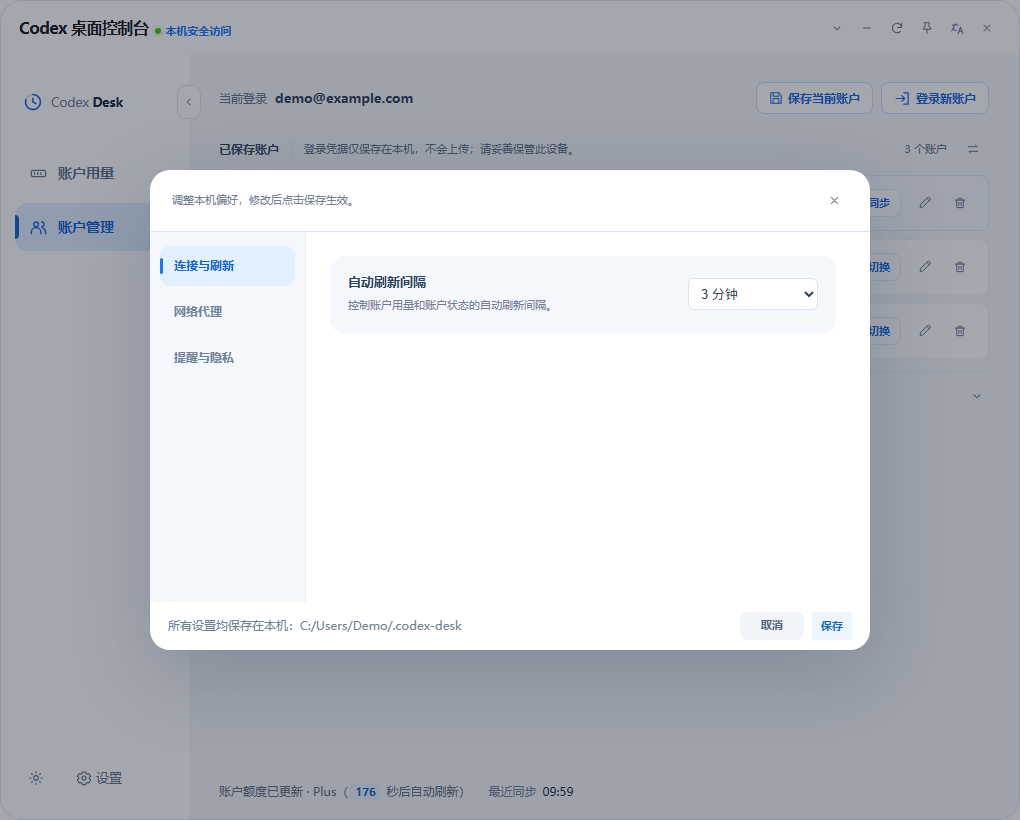 Codex 桌面控制台 本机安全访问
Codex Desk
当前登录 demo@example.com 保存当前账户 登录新账户
已保存账户 登录凭据仅保存在本机，不会上传；请妥善保管此设备。 3 个账户
账户用量
账户管理
同步
切换
切换
调整本机偏好，修改后点击保存生效。
连接与刷新
网络代理
提醒与隐私
自动刷新间隔
控制账户用量和账户状态的自动刷新间隔。
3 分钟
所有设置均保存在本机：C:/Users/Demo/.codex-desk
取消 保存
设置
账户额度已更新 · Plus（ 176 秒后自动刷新） 最近同步 09:59